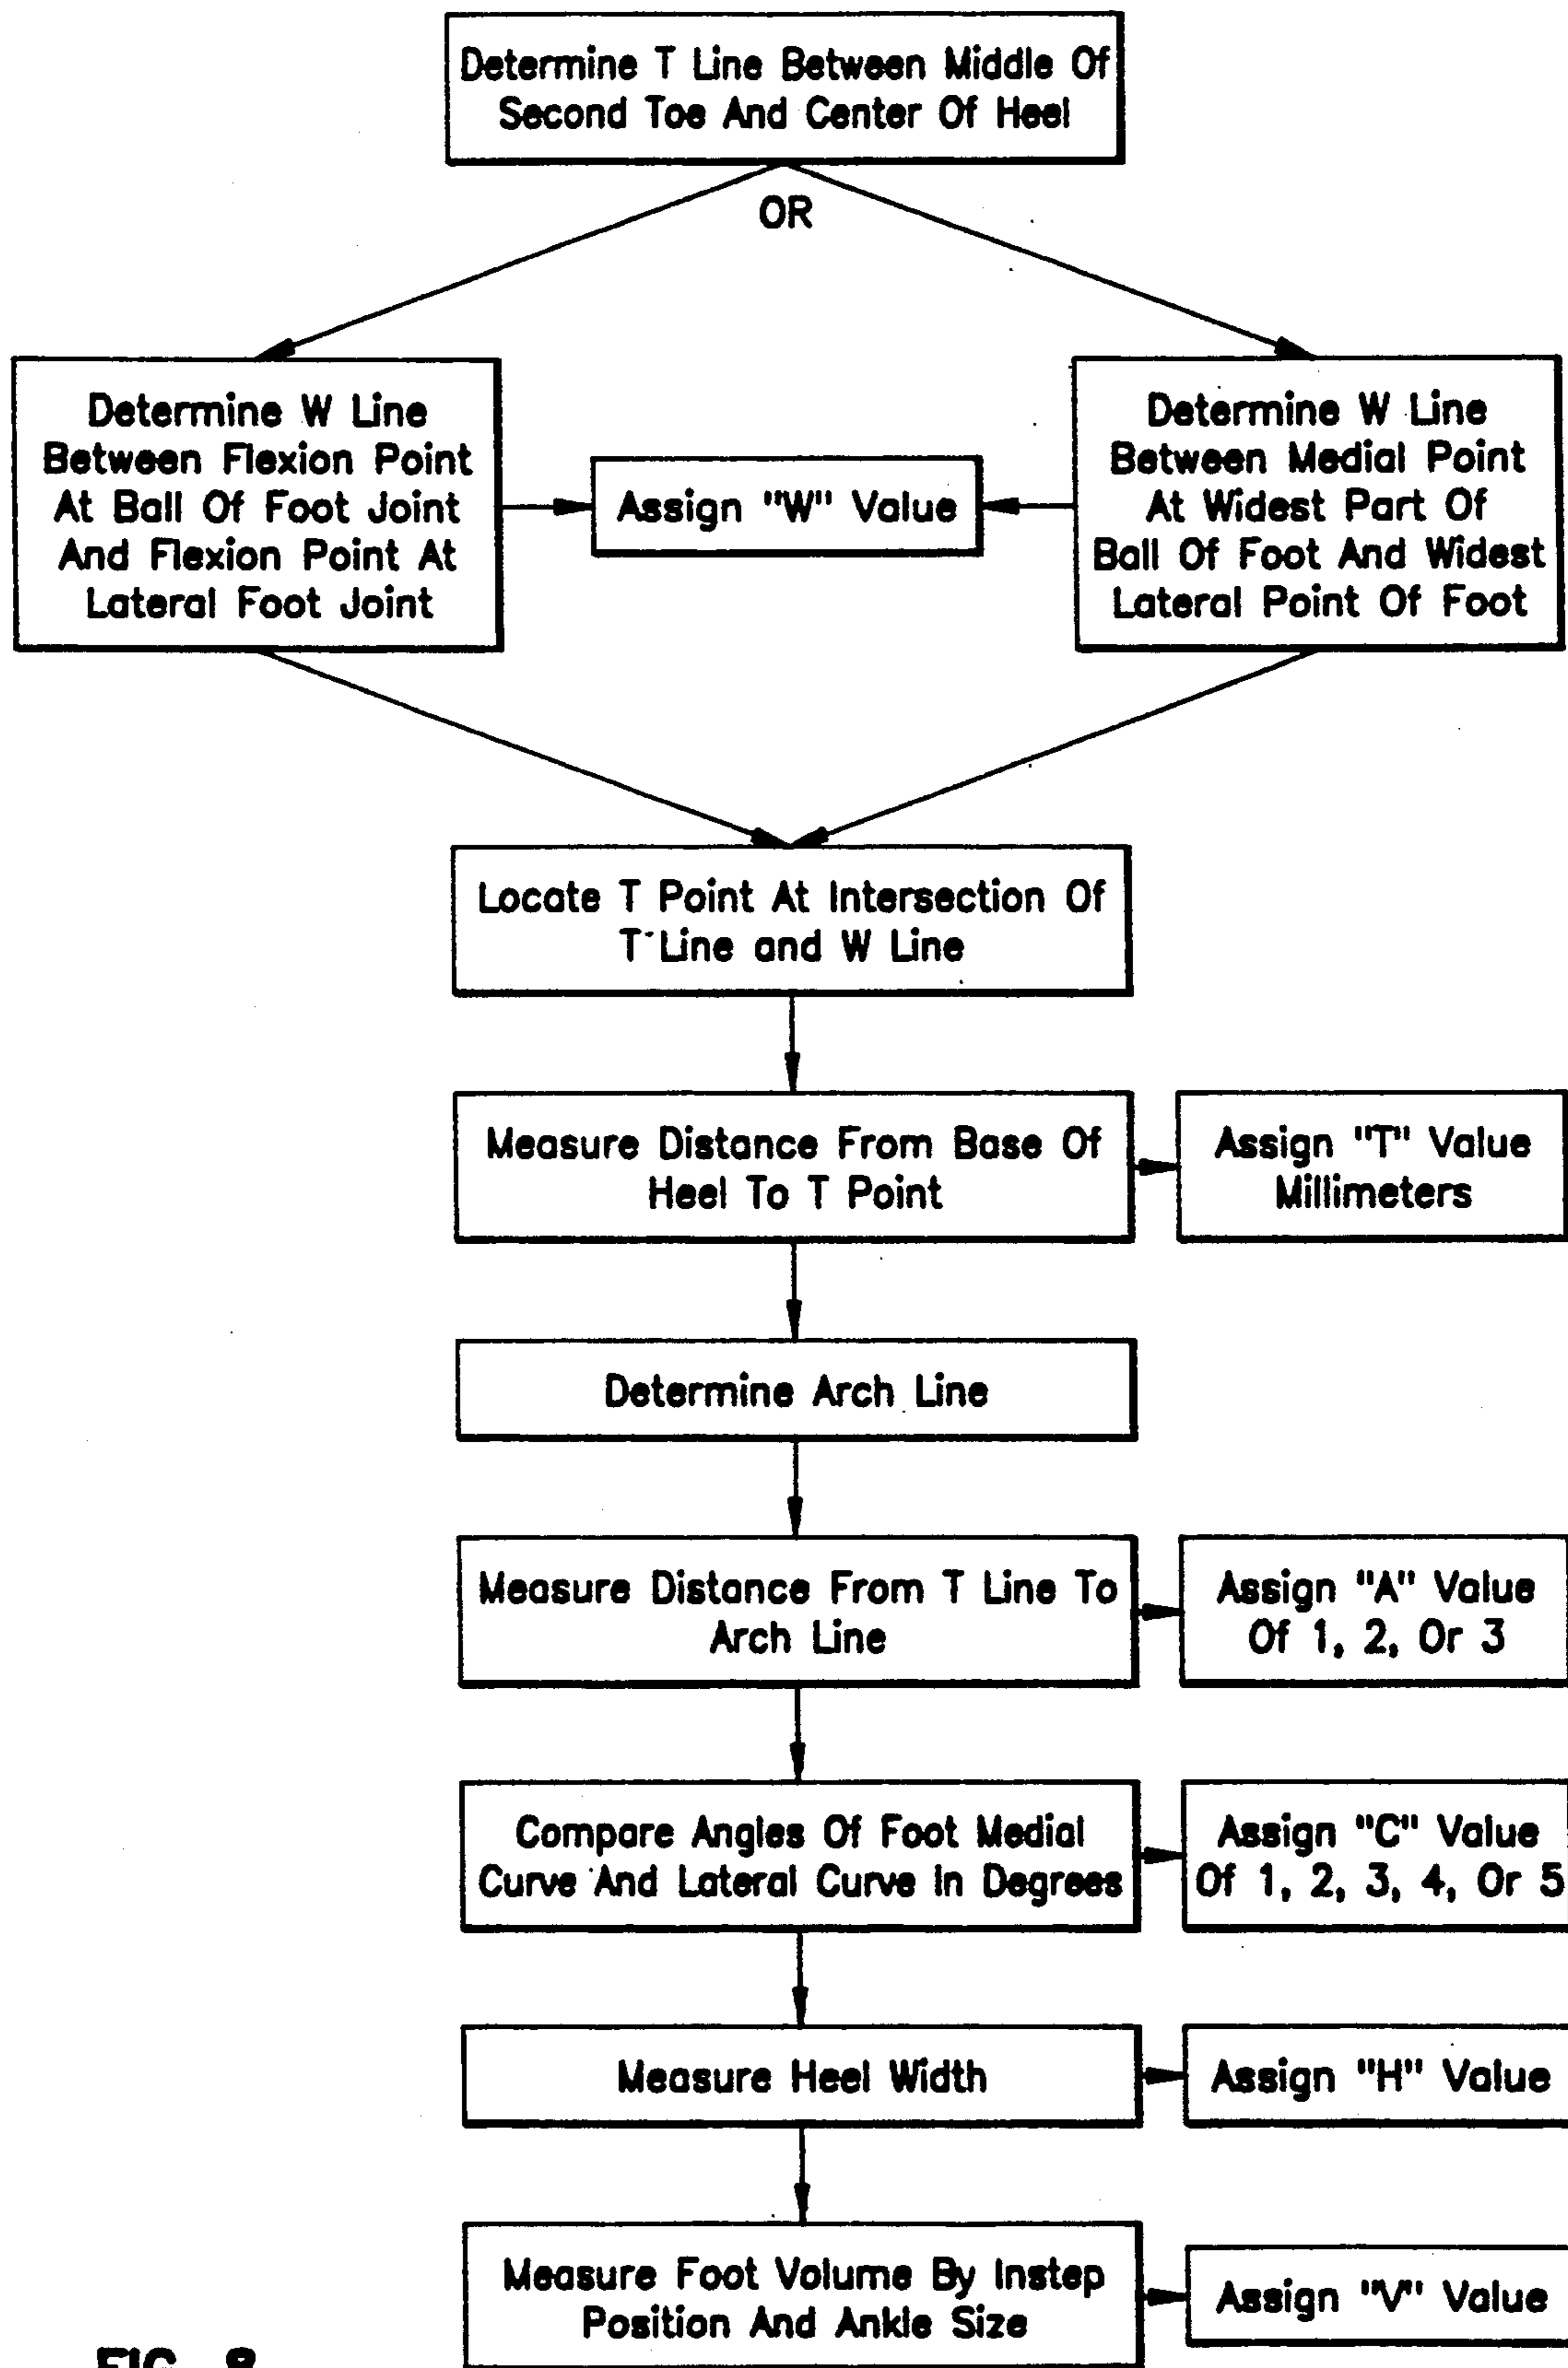 Determine T Line Between Middle Of
Second Toe And Center Of Heel
OR
Determine W Line
Between Flexion Point
At Ball Of Foot Joint
And Flexion Point At
Lateral Foot Joint
Assign "W" Value
Determine W Line
Between Medial Point
At Widest Part Of
Ball Of Foot And Widest
Lateral Point Of Foot
Locate T Point At Intersection Of
T Line and W Line
Measure Distance From Base Of
Heel To T Point
Assign "T" Value
Millimeters
Determine Arch Line
Measure Distance From T Line To
Arch Line
Assign "A" Value
Of 1, 2, Or 3
Compare Angles Of Foot Medial
Curve And Lateral Curve In Degrees
Assign "C" Value
Of 1, 2, 3, 4, Or 5
Measure Heel Width
Assign "H" Value
Measure Foot Volume By Instep
Position And Ankle Size
Assign "V" Value
FIG. 8